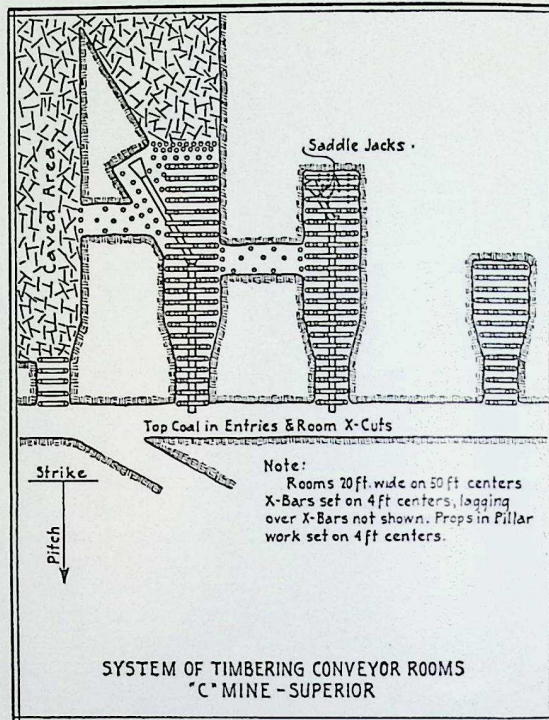 Saddle Jacks.
Caved Area
Top Coal in Entries & Room X-Cuts
Strike
Pitch
Note:
Rooms 20 ft. wide on 50 ft centers
X-Bars set on 4 ft centers, lagging
over X-Bars not shown. Props in Pillar
work set on 4 ft centers.
SYSTEM OF TIMBERING CONVEYOR ROOMS
"C" MINE - SUPERIOR